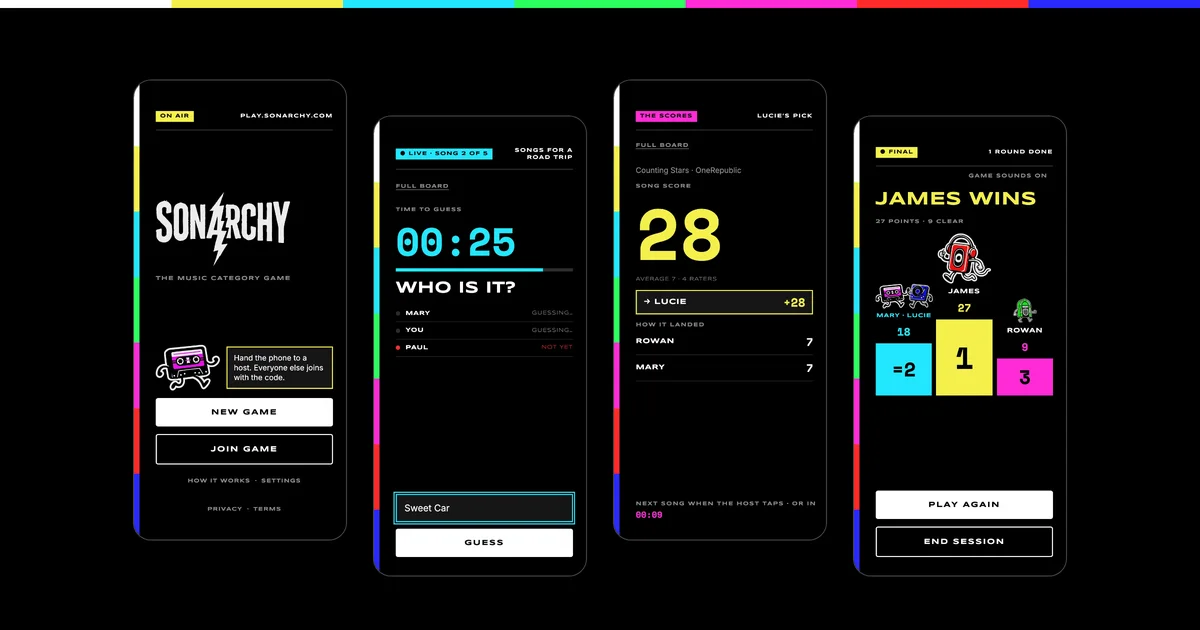 ON AIR
PLAY.SONARCHY.COM
SONARCHY
THE MUSIC CATEGORY GAME
Hand the phone to a
host. Everyone else joins
with the code.
NEW GAME
JOIN GAME
HOW IT WORKS · SETTINGS
PRIVACY · TERMS
LIVE · SONG 2 OF 5
SONGS FOR A
ROAD TRIP
FULL BOARD
TIME TO GUESS
00:25
WHO IS IT?
MARY GUESSING…
YOU GUESSING…
PAUL NOT YET
Sweet Car
GUESS
THE SCORES
LUCIE'S PICK
FULL BOARD
Counting Stars · OneRepublic
SONG SCORE
28
AVERAGE 7 · 4 RATERS
→ LUCIE +28
HOW IT LANDED
ROWAN 7
MARY 7
NEXT SONG WHEN THE HOST TAPS · OR IN
00:09
FINAL
1 ROUND DONE
GAME SOUNDS ON
JAMES WINS
27 POINTS · 9 CLEAR
JAMES
27
MARY · LUCIE
18
ROWAN
9
=2
1
3
PLAY AGAIN
END SESSION